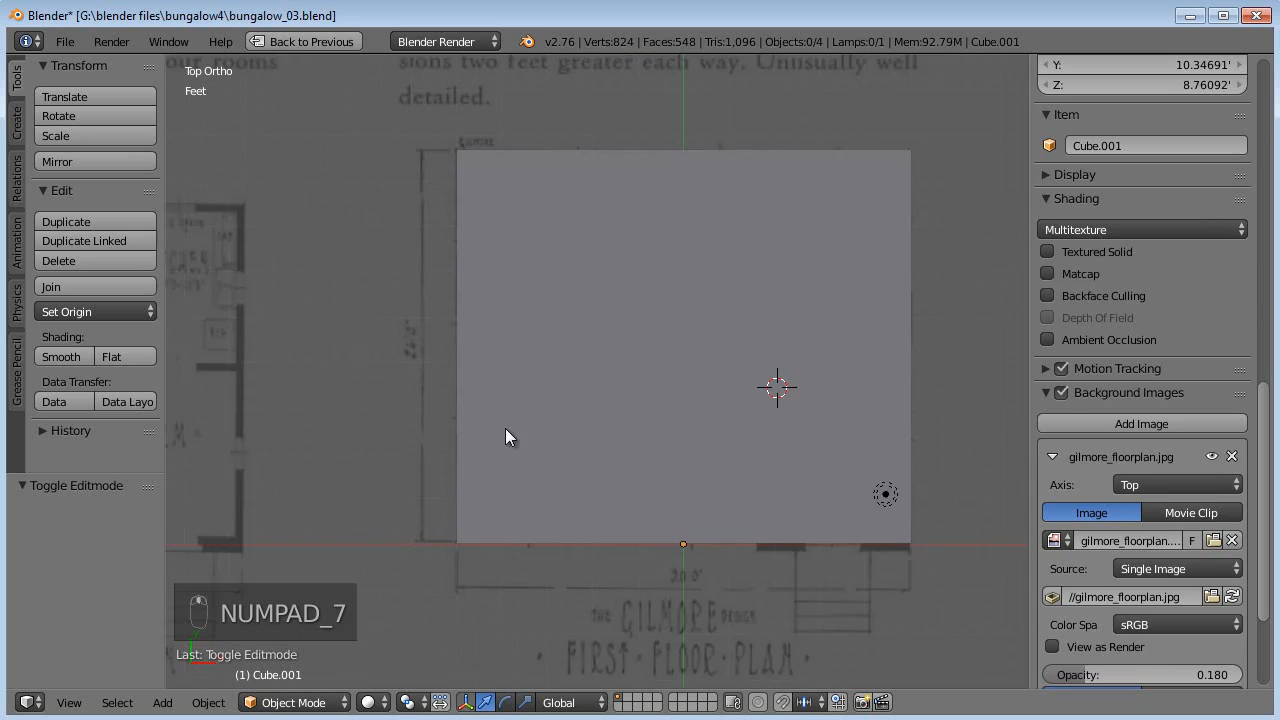 Blender* [G:\blender files\bungalow4\bungalow_03.blend]
File Render Window Help Back to Previous Blender Render v2.76 | Verts:824 | Faces:548 | Tris:1,096 | Objects:0/4 | Lamps:0/1 | Mem:92.79M | Cube.001
Tools
Create
Relations
Animation
Physics
Grease Pencil
Transform
Translate
Rotate
Scale
Mirror
Edit
Duplicate
Duplicate Linked
Delete
Join
Set Origin
Shading:
Smooth Flat
Data Transfer:
Data Data Layo
History
Toggle Editmode
our rooms
sions two feet greater each way. Unusually well
detailed.
Top Ortho
Feet
GILMORE
THE GILMORE DESIGN
· FIRST · FLOOR · PLAN ·
NUMPAD_7
Last: Toggle Editmode
(1) Cube.001
Y: 10.34691'
Z: 8.76092'
Item
Cube.001
Display
Shading
Multitexture
Textured Solid
Matcap
Backface Culling
Depth Of Field
Ambient Occlusion
Motion Tracking
Background Images
Add Image
gilmore_floorplan.jpg
Axis: Top
Image Movie Clip
gilmore_floorplan.... F
Source: Single Image
//gilmore_floorplan.jpg
Color Spa sRGB
View as Render
Opacity: 0.180
View Select Add Object Object Mode Global